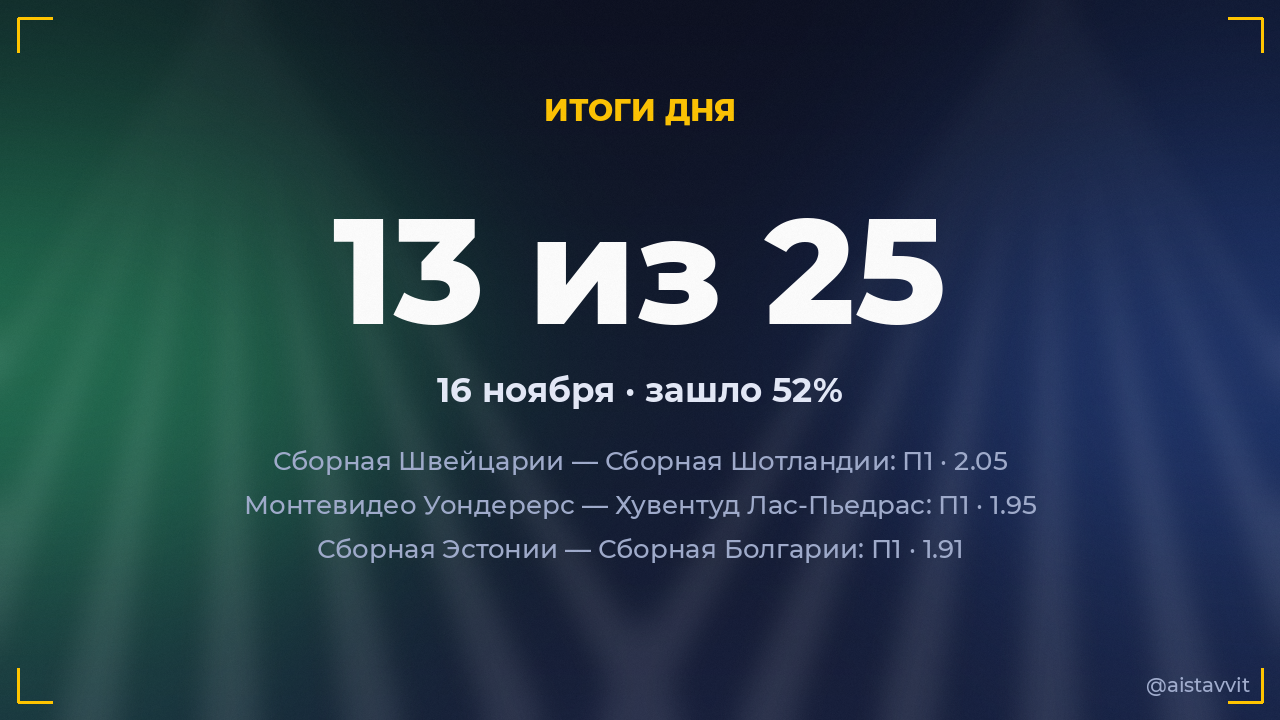 ИТОГИ ДНЯ
13 из 25
16 ноября · зашло 52%
Сборная Швейцарии — Сборная Шотландии: П1 · 2.05
Монтевидео Уондерерс — Хувентуд Лас-Пьедрас: П1 · 1.95
Сборная Эстонии — Сборная Болгарии: П1 · 1.91
@aistavvit